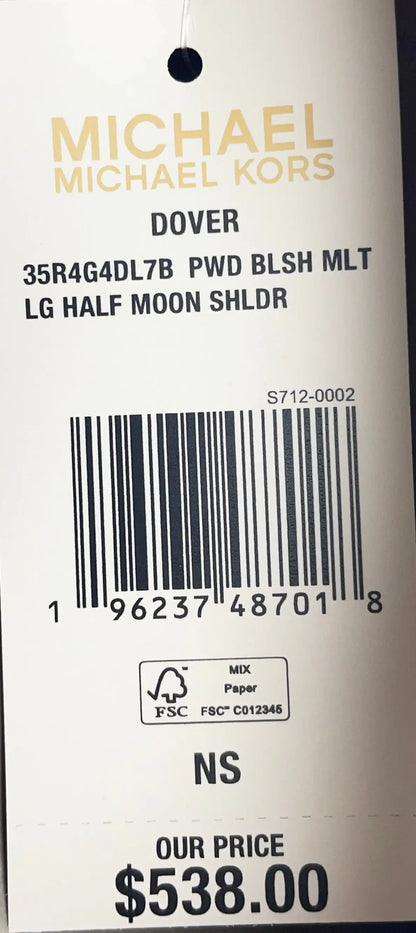 MICHAEL
MICHAEL KORS
DOVER
35R4G4DL7B PWD BLSH MLT
LG HALF MOON SHLDR
S712-0002
1 96237 48701 8
MIX
Paper
FSC™ C012345
FSC
NS
OUR PRICE
$538.00